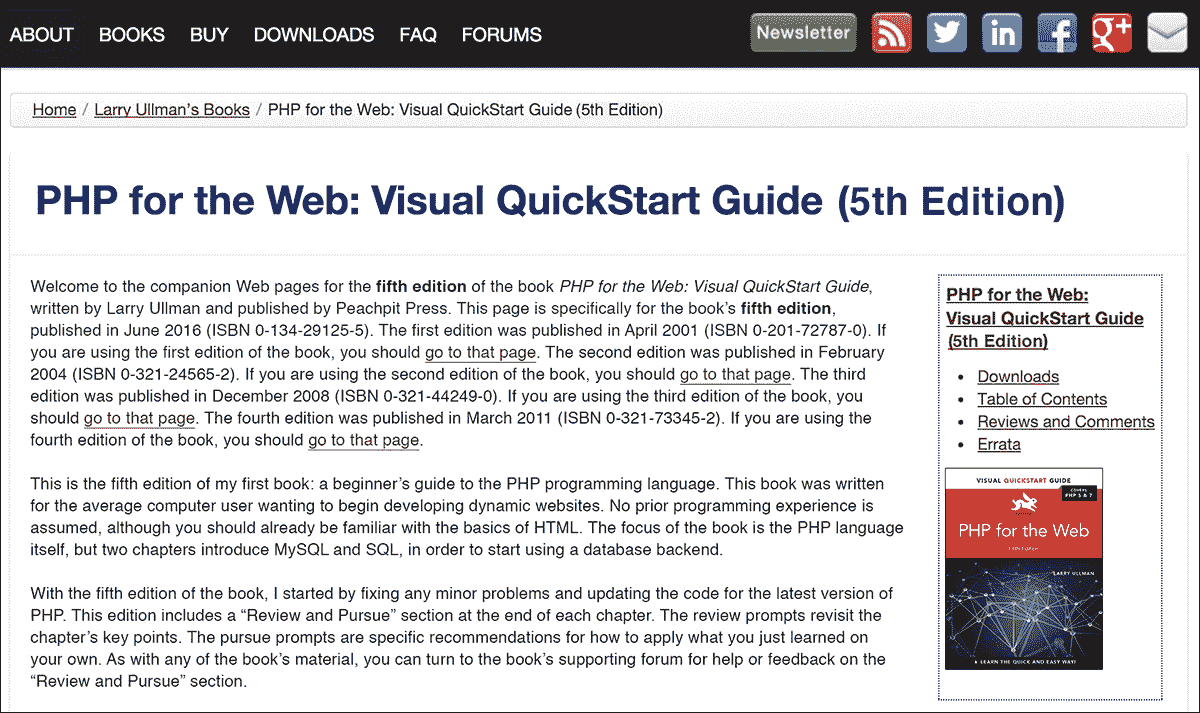 ABOUT BOOKS BUY DOWNLOADS FAQ FORUMS Newsletter in f g+
Home / Larry Ullman's Books / PHP for the Web: Visual QuickStart Guide (5th Edition)
PHP for the Web: Visual QuickStart Guide (5th Edition)
Welcome to the companion Web pages for the fifth edition of the book PHP for the Web: Visual QuickStart Guide,
written by Larry Ullman and published by Peachpit Press. This page is specifically for the book's fifth edition,
published in June 2016 (ISBN 0-134-29125-5). The first edition was published in April 2001 (ISBN 0-201-72787-0). If
you are using the first edition of the book, you should go to that page. The second edition was published in February
2004 (ISBN 0-321-24565-2). If you are using the second edition of the book, you should go to that page. The third
edition was published in December 2008 (ISBN 0-321-44249-0). If you are using the third edition of the book, you
should go to that page. The fourth edition was published in March 2011 (ISBN 0-321-73345-2). If you are using the
fourth edition of the book, you should go to that page.
This is the fifth edition of my first book: a beginner's guide to the PHP programming language. This book was written
for the average computer user wanting to begin developing dynamic websites. No prior programming experience is
assumed, although you should already be familiar with the basics of HTML. The focus of the book is the PHP language
itself, but two chapters introduce MySQL and SQL, in order to start using a database backend.
With the fifth edition of the book, I started by fixing any minor problems and updating the code for the latest version of
PHP. This edition includes a “Review and Pursue” section at the end of each chapter. The review prompts revisit the
chapter's key points. The pursue prompts are specific recommendations for how to apply what you just learned on
your own. As with any of the book's material, you can turn to the book's supporting forum for help or feedback on the
“Review and Pursue” section.
PHP for the Web:
Visual QuickStart Guide
(5th Edition)
• Downloads
• Table of Contents
• Reviews and Comments
• Errata
VISUAL QUICKSTART GUIDE
COVERS
PHP 5 & 7
PHP for the Web
LARRY ULLMAN
LEARN THE QUICK AND EASY WAY!